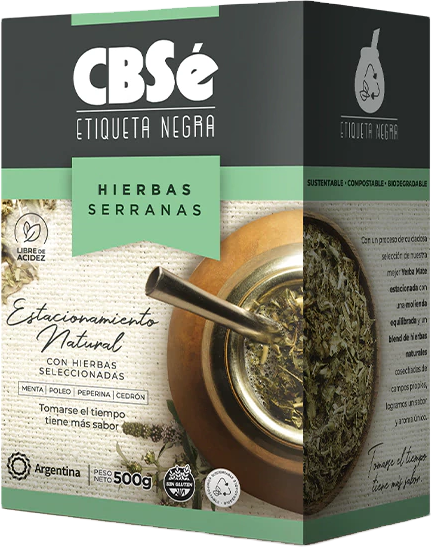 CBSé
ETIQUETA NEGRA
HIERBAS
SERRANAS
LIBRE DE
ACIDEZ
Estacionamiento
Natural
CON HIERBAS
SELECCIONADAS
MENTA | POLEO | PEPERINA | CEDRÓN
Tomarse el tiempo
tiene más sabor
Argentina
PESO
NETO 500g
SIN GLUTEN
ETIQUETA NEGRA
SUSTENTABLE • COMPOSTABLE • BIODEGRADABLE
Con un proceso de cuidadosa
selección de nuestra
mejor Yerba Mate
estacionada con
una molienda
equilibrada y un
blend de hierbas
naturales
cosechadas de
campos propios,
logramos un sabor
y aroma único.
Tomarse el tiempo
tiene más sabor.